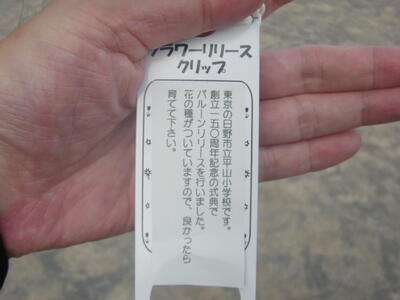 フラワーリリース
クリップ
東京の日野市立平山小学校です。
創立一五〇周年記念の式典で
バルーンリリースを行いました。
花の種がついていますので、良かったら
育てて下さい。